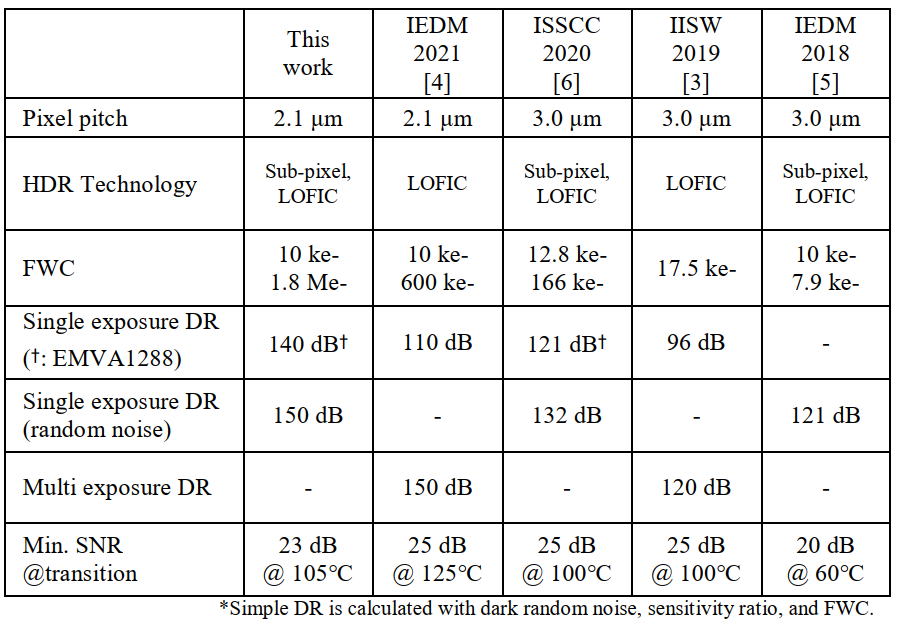 This work | IEDM 2021 [4] | ISSCC 2020 [6] | IISW 2019 [3] | IEDM 2018 [5]
Pixel pitch | 2.1 μm | 2.1 μm | 3.0 μm | 3.0 μm | 3.0 μm
HDR Technology | Sub-pixel, LOFIC | LOFIC | Sub-pixel, LOFIC | LOFIC | Sub-pixel, LOFIC
FWC | 10 ke- 1.8 Me- | 10 ke- 600 ke- | 12.8 ke- 166 ke- | 17.5 ke- | 10 ke- 7.9 ke-
Single exposure DR (†: EMVA1288) | 140 dB† | 110 dB | 121 dB† | 96 dB | -
Single exposure DR (random noise) | 150 dB | - | 132 dB | - | 121 dB
Multi exposure DR | - | 150 dB | - | 120 dB | -
Min. SNR @transition | 23 dB @ 105℃ | 25 dB @ 125℃ | 25 dB @ 100℃ | 25 dB @ 100℃ | 20 dB @ 60℃
*Simple DR is calculated with dark random noise, sensitivity ratio, and FWC.